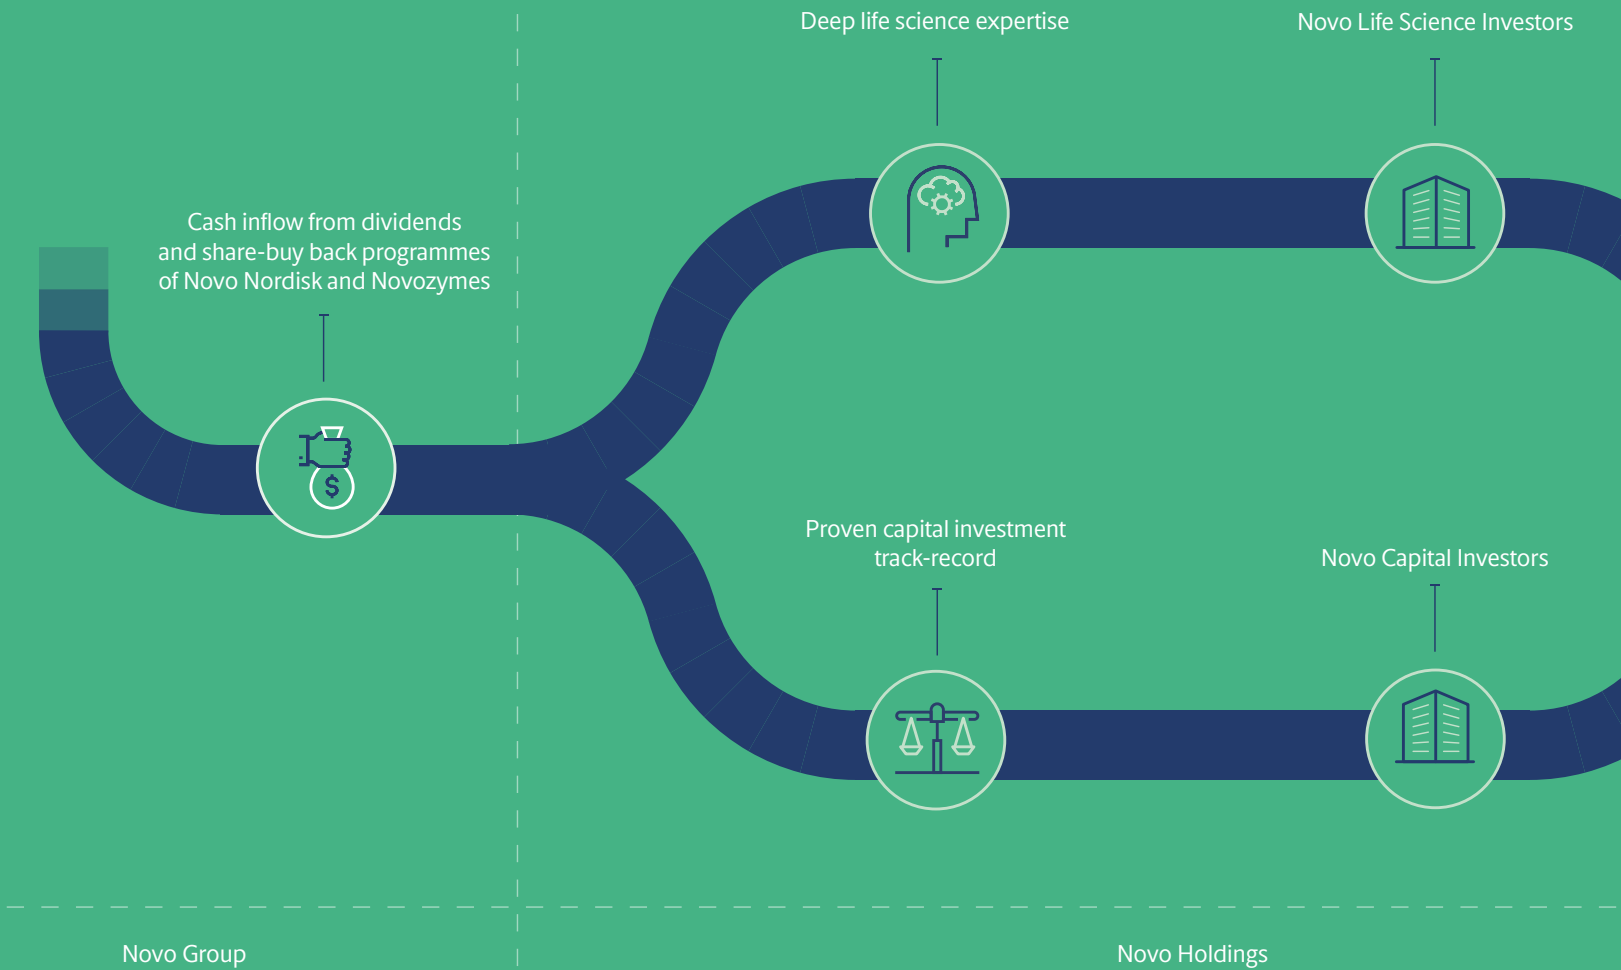 Deep life science expertise
Novo Life Science Investors
Cash inflow from dividends
and share-buy back programmes
of Novo Nordisk and Novozymes
$
Proven capital investment
track-record
Novo Capital Investors
Novo Group
Novo Holdings